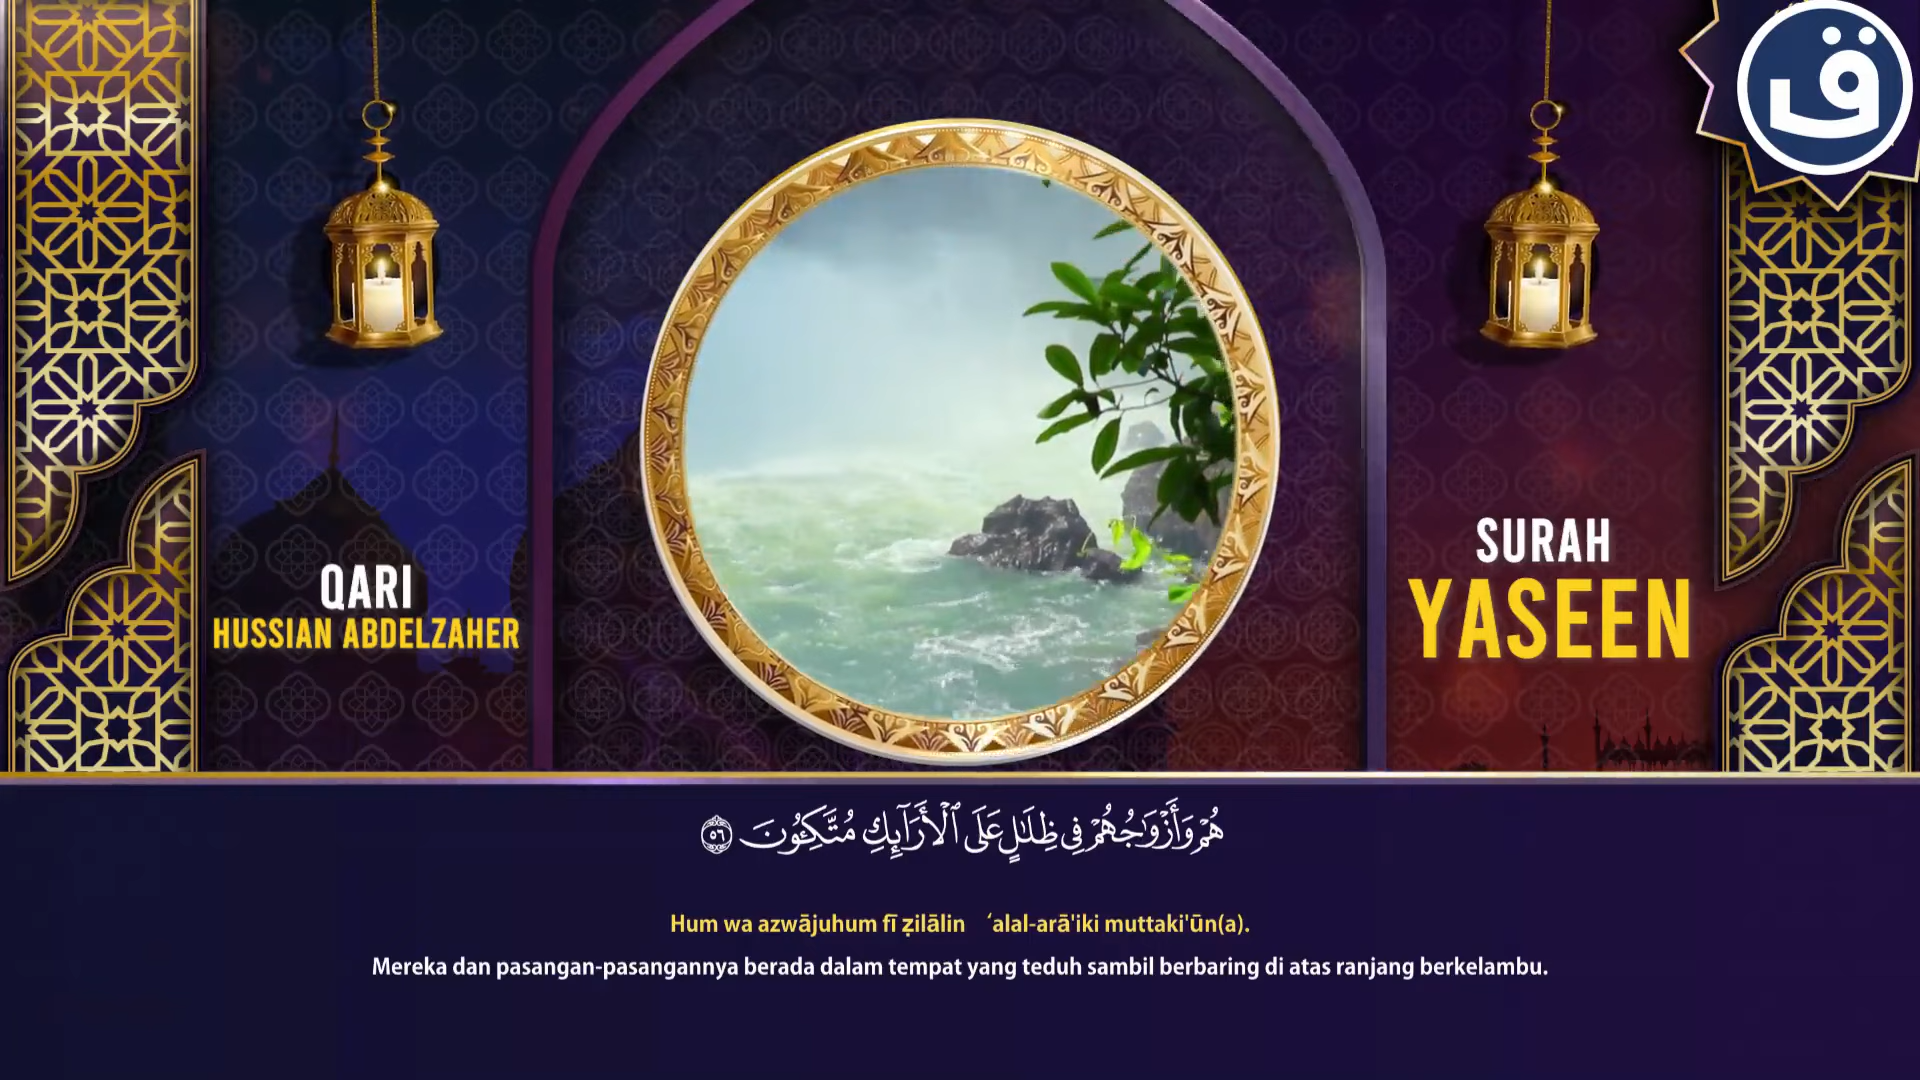 ق
QARI
HUSSIAN ABDELZAHER
SURAH
YASEEN
هُمْ وَأَزْوَٰجُهُمْ فِى ظِلَـٰلٍ عَلَى ٱلْأَرَآئِكِ مُتَّكِـُٔونَ ۝٥٦
Hum wa azwājuhum fī ẓilālin ‘alal-arā'iki muttaki'ūn(a).
Mereka dan pasangan-pasangannya berada dalam tempat yang teduh sambil berbaring di atas ranjang berkelambu.